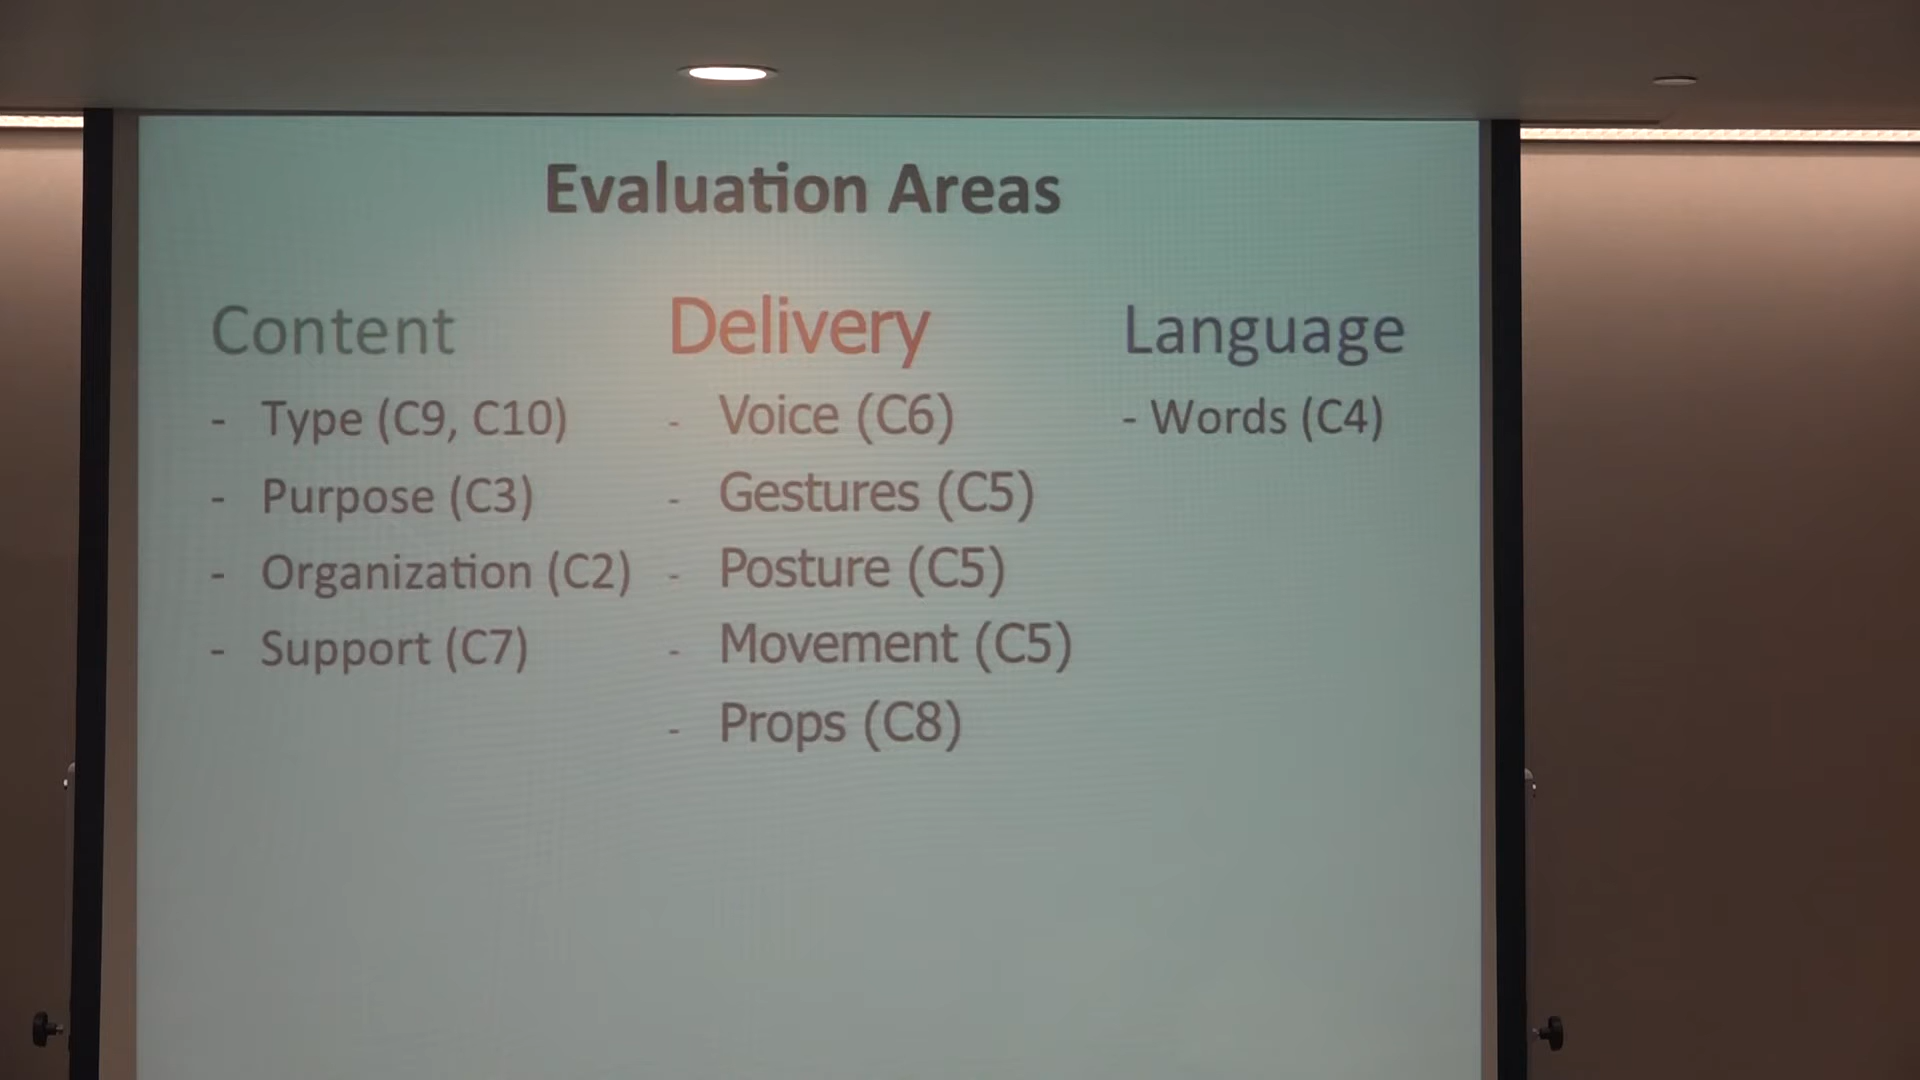 Evaluation Areas
Content
- Type (C9, C10)
- Purpose (C3)
- Organization (C2)
- Support (C7)
Delivery
- Voice (C6)
- Gestures (C5)
- Posture (C5)
- Movement (C5)
- Props (C8)
Language
- Words (C4)